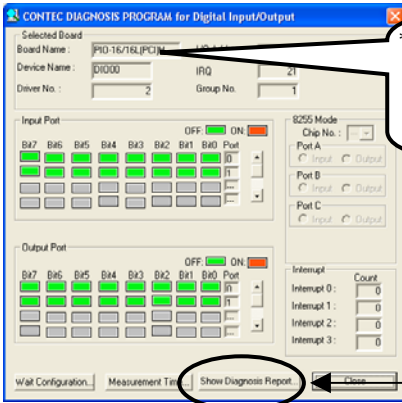 CONTEC DIAGNOSIS PROGRAM for Digital Input/Output
Selected Board
Board Name : PIO-16/16L(PCI)H
Device Name : DIO00 IRQ 21
Driver No. : 2 Group No. 1
Input Port
OFF: ON:
Bit7 Bit6 Bit5 Bit4 Bit3 Bit2 Bit1 Bit0 Port
0
1
---
---
8255 Mode
Chip No. : ---
Port A
Input Output
Port B
Input Output
Port C
Input Output
Output Port
OFF: ON:
Bit7 Bit6 Bit5 Bit4 Bit3 Bit2 Bit1 Bit0 Port
0
1
---
---
Interrupt
Count
Interrupt 0 : 0
Interrupt 1 : 0
Interrupt 2 : 0
Interrupt 3 : 0
Wait Configuration... Measurement Show Diagnosis Report... Close